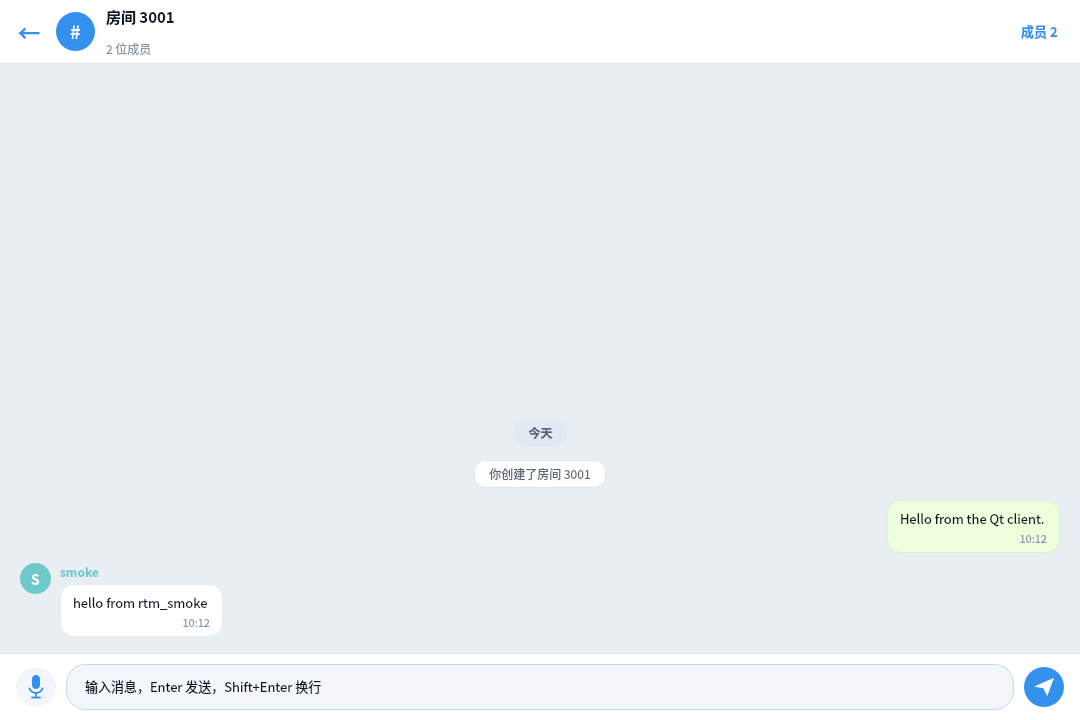 房间 3001
2 位成员
成员 2
今天
你创建了房间 3001
Hello from the Qt client.
10:12
S
smoke
hello from rtm_smoke
10:12
输入消息，Enter 发送，Shift+Enter 换行